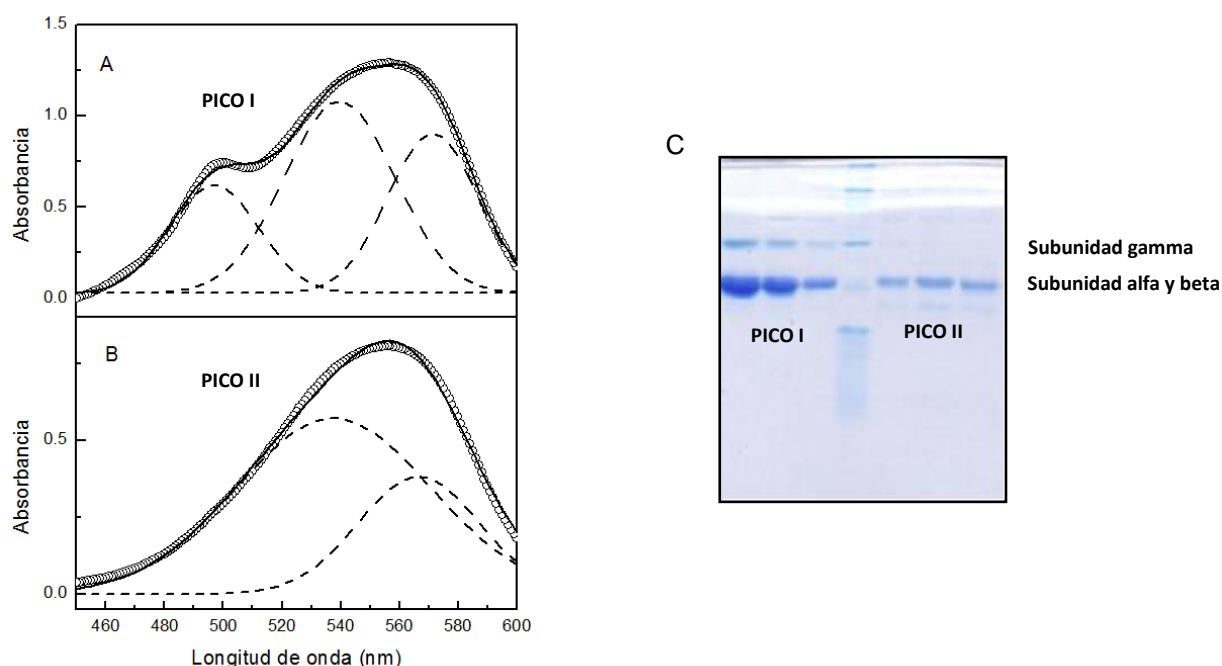 1.5
A
PICO I
1.0
Absorbancia
0.5
0.0
B
PICO II
0.5
Absorbancia
0.0
460 480 500 520 540 560 580 600
Longitud de onda (nm)
C
Subunidad gamma
Subunidad alfa y beta
PICO I
PICO II